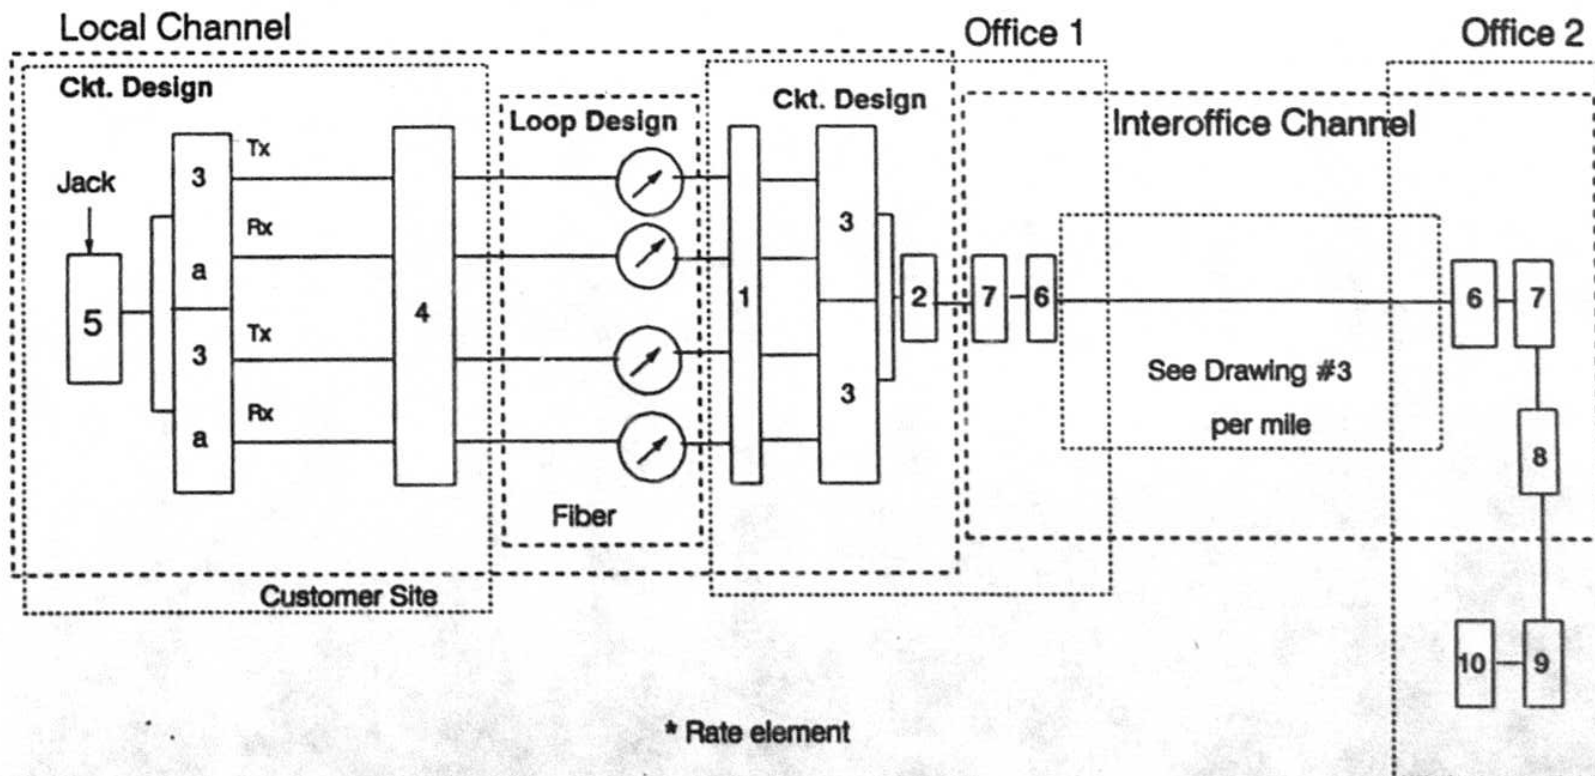 Local Channel
Office 1
Office 2
Ckt. Design
Loop Design
Ckt. Design
Interoffice Channel
Jack
Tx
Rx
Tx
Rx
3
a
3
a
5
4
1
3
3
2
7
6
6
7
See Drawing #3
per mile
8
Fiber
Customer Site
10
9
* Rate element